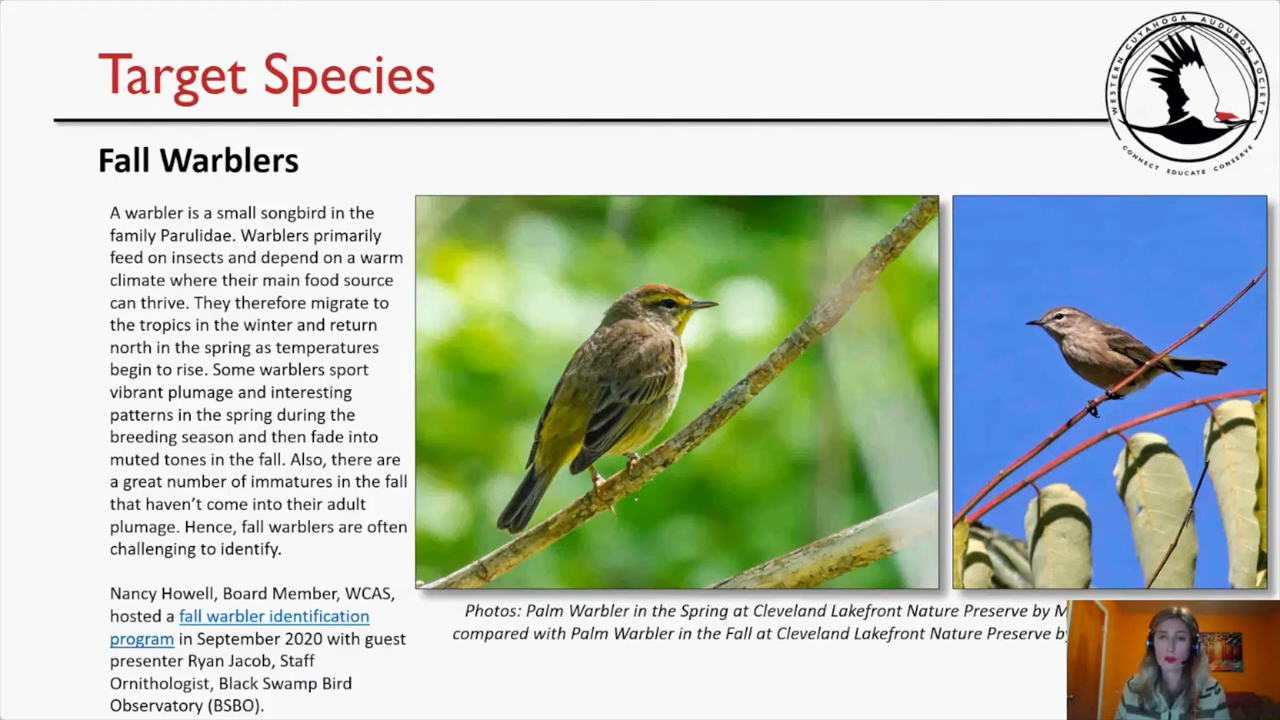 Target Species
WESTERN CUYAHOGA AUDUBON SOCIETY
CONNECT EDUCATE CONSERVE
Fall Warblers
A warbler is a small songbird in the
family Parulidae. Warblers primarily
feed on insects and depend on a warm
climate where their main food source
can thrive. They therefore migrate to
the tropics in the winter and return
north in the spring as temperatures
begin to rise. Some warblers sport
vibrant plumage and interesting
patterns in the spring during the
breeding season and then fade into
muted tones in the fall. Also, there are
a great number of immatures in the fall
that haven’t come into their adult
plumage. Hence, fall warblers are often
challenging to identify.
Nancy Howell, Board Member, WCAS,
hosted a fall warbler identification
program in September 2020 with guest
presenter Ryan Jacob, Staff
Ornithologist, Black Swamp Bird
Observatory (BSBO).
Photos: Palm Warbler in the Spring at Cleveland Lakefront Nature Preserve by
compared with Palm Warbler in the Fall at Cleveland Lakefront Nature Preserve by